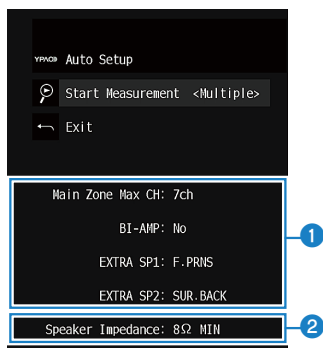 YPAO Auto Setup
Start Measurement <Multiple>
Exit
Main Zone Max CH: 7ch
BI-AMP: No
EXTRA SP1: F.PRNS
EXTRA SP2: SUR.BACK
1
Speaker Impedance: 8Ω MIN
2